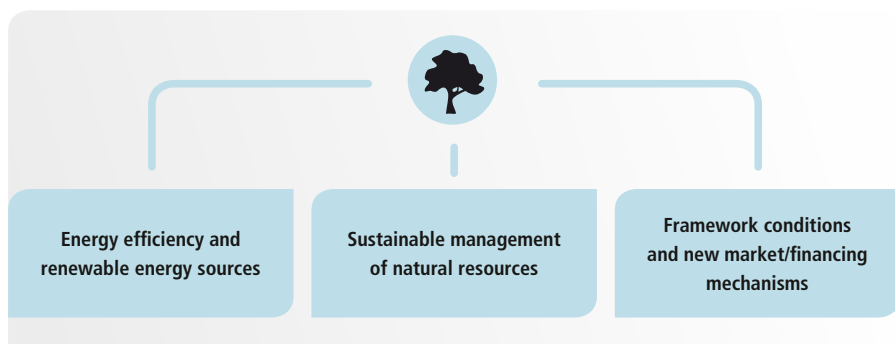 Energy efficiency and
renewable energy sources
Sustainable management
of natural resources
Framework conditions
and new market/financing
mechanisms